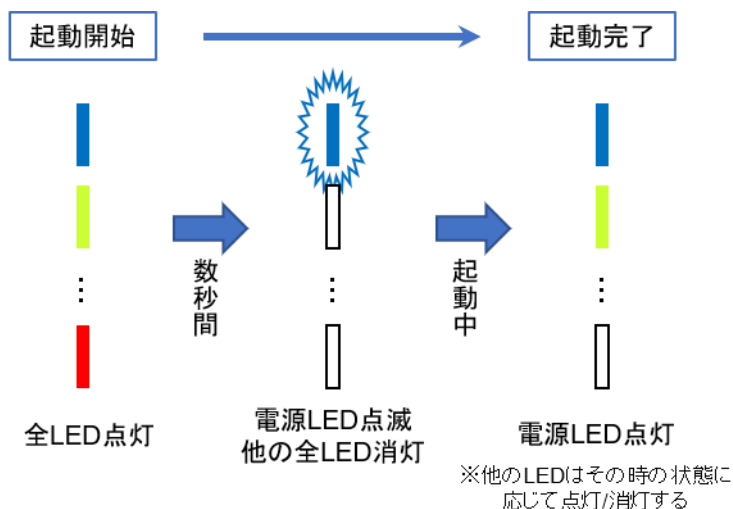 起動開始
起動完了
数秒間
起動中
全LED点灯
電源LED点滅
他の全LED消灯
電源LED点灯
※他のLEDはその時の状態に
応じて点灯/消灯する